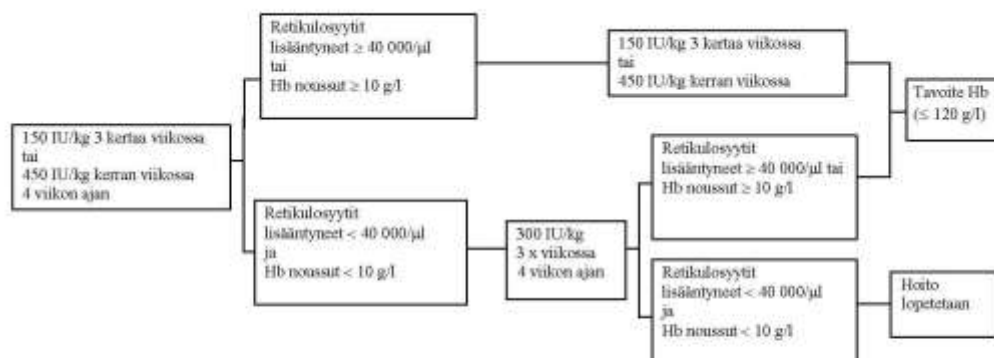 150 IU/kg 3 kertaa viikossa
tai
450 IU/kg kerran viikossa
4 viikon ajan
Retikulosyytit
lisääntyneet ≥ 40 000/µl
tai
Hb noussut ≥ 10 g/l
150 IU/kg 3 kertaa viikossa
tai
450 IU/kg kerran viikossa
Tavoite Hb
(≤ 120 g/l)
Retikulosyytit
lisääntyneet < 40 000/µl
ja
Hb noussut < 10 g/l
300 IU/kg
3 x viikossa
4 viikon ajan
Retikulosyytit
lisääntyneet ≥ 40 000/µl tai
Hb noussut ≥ 10 g/l
Retikulosyytit
lisääntyneet < 40 000/µl
ja
Hb noussut < 10 g/l
Hoito
lopetetaan